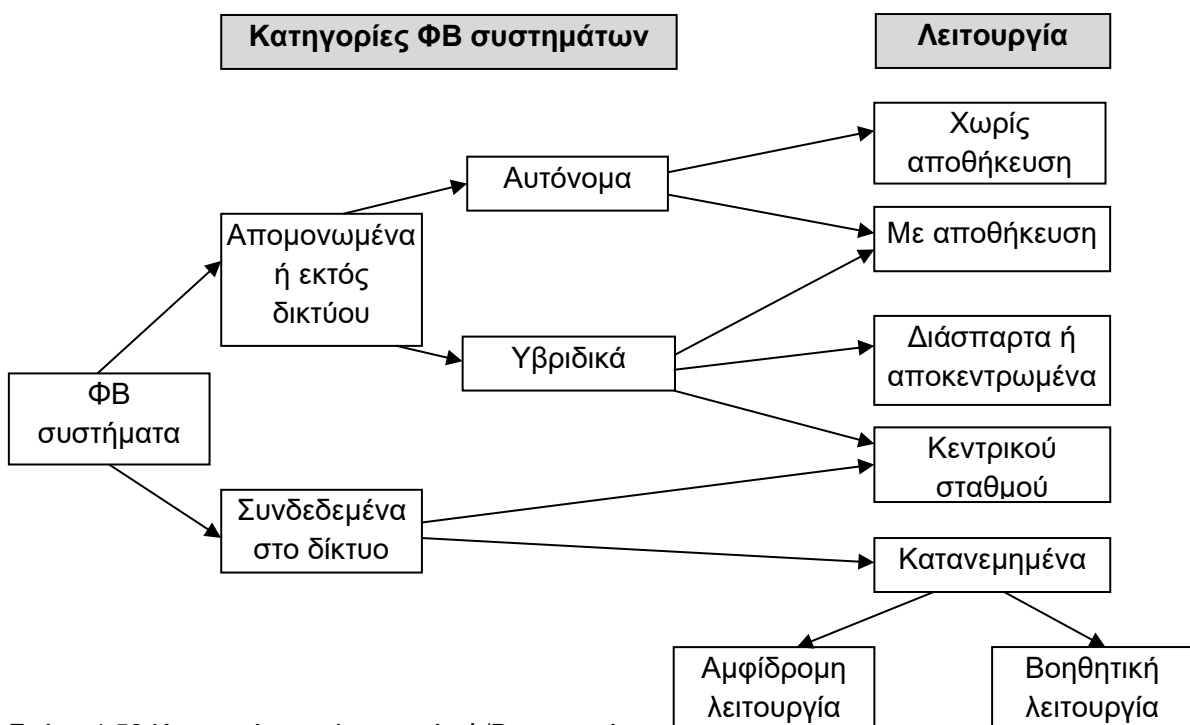 Κατηγορίες ΦΒ συστημάτων
Λειτουργία
Χωρίς
αποθήκευση
Αυτόνομα
Με αποθήκευση
Απομονωμένα
ή εκτός
δικτύου
Διάσπαρτα ή
αποκεντρωμένα
Υβριδικά
ΦΒ
συστήματα
Κεντρικού
σταθμού
Συνδεδεμένα
στο δίκτυο
Κατανεμημένα
Αμφίδρομη
λειτουργία
Βοηθητική
λειτουργία